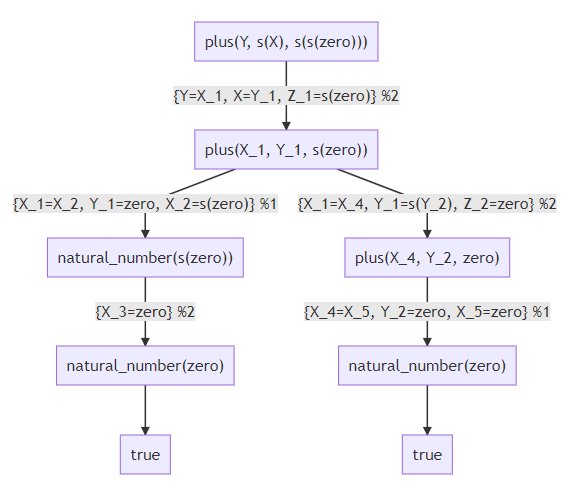 plus(Y, s(X), s(s(zero)))
{Y=X_1, X=Y_1, Z_1=s(zero)} %2
plus(X_1, Y_1, s(zero))
{X_1=X_2, Y_1=zero, X_2=s(zero)} %1
{X_1=X_4, Y_1=s(Y_2), Z_2=zero} %2
natural_number(s(zero))
plus(X_4, Y_2, zero)
{X_3=zero} %2
{X_4=X_5, Y_2=zero, X_5=zero} %1
natural_number(zero)
natural_number(zero)
true
true